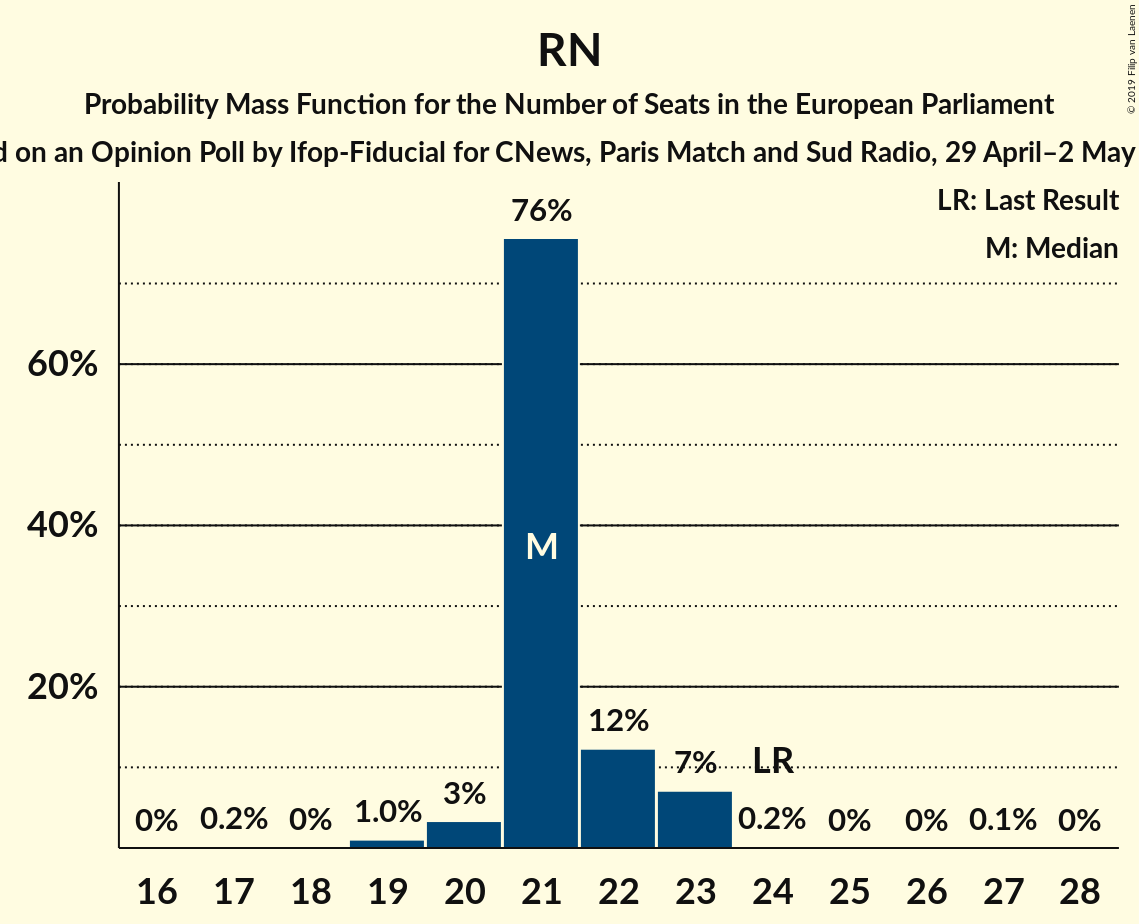 RN
Probability Mass Function for the Number of Seats in the European Parliament
on an Opinion Poll by Ifop-Fiducial for CNews, Paris Match and Sud Radio, 29 April–2 May
© 2019 Filip van Laenen
LR: Last Result
M: Median
76%
60%
40%
M
20%
12%
7%
LR
3%
1.0%
0%
0.2%
0%
0.2%
0%
0%
0.1%
0%
16 17 18 19 20 21 22 23 24 25 26 27 28